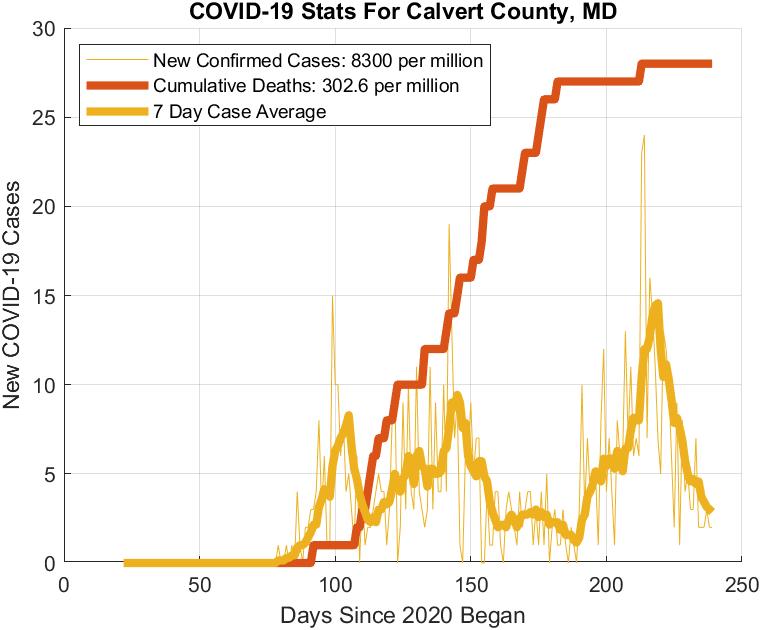 COVID-19 Stats For Calvert County, MD
New Confirmed Cases: 8300 per million
Cumulative Deaths: 302.6 per million
7 Day Case Average
30
25
20
15
10
5
0
New COVID-19 Cases
0 50 100 150 200 250
Days Since 2020 Began